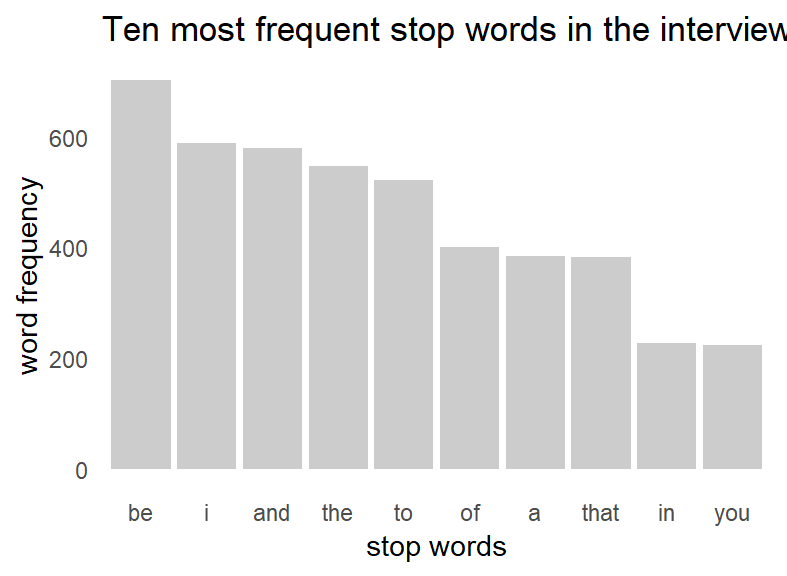 Ten most frequent stop words in the interview
word frequency
600
400
200
0
be i and the to of a that in you
stop words